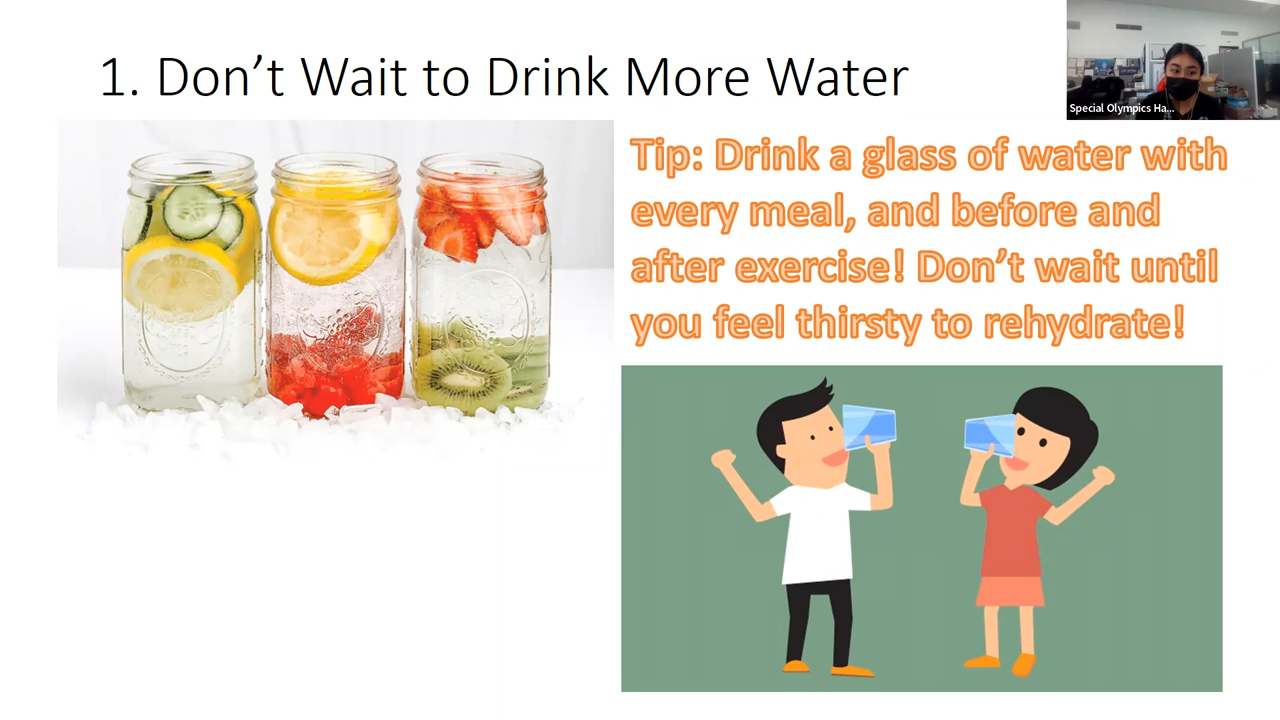 1. Don’t Wait to Drink More Water
Special Olympics Ha...
Tip: Drink a glass of water with
every meal, and before and
after exercise! Don’t wait until
you feel thirsty to rehydrate!